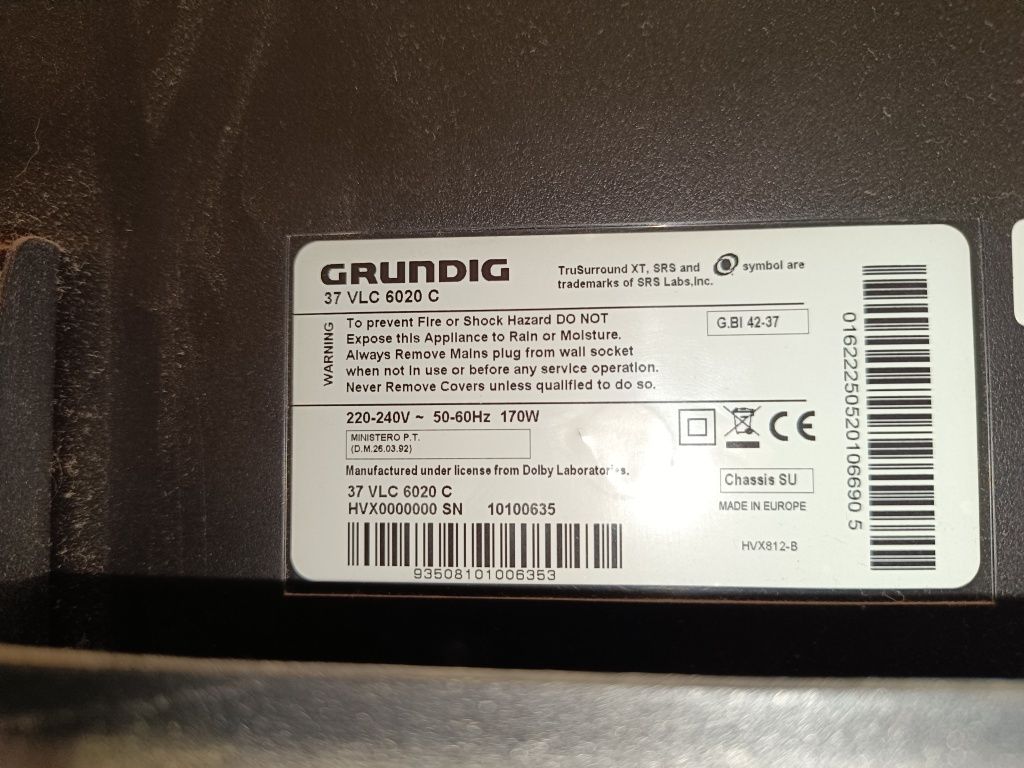 GRUNDIG
37 VLC 6020 C
TruSurround XT, SRS and symbol are
trademarks of SRS Labs,Inc.
WARNING
To prevent Fire or Shock Hazard DO NOT
Expose this Appliance to Rain or Moisture.
Always Remove Mains plug from wall socket
when not in use or before any service operation.
Never Remove Covers unless qualified to do so.
G.BI 42-37
220-240V ~ 50-60Hz 170W
MINISTERO P.T.
(D.M.26.03.92)
Manufactured under license from Dolby Laboratories.
37 VLC 6020 C
HVX0000000 SN 10100635
93508101006353
CE
Chassis SU
MADE IN EUROPE
HVX812-B
01622250520106690 5